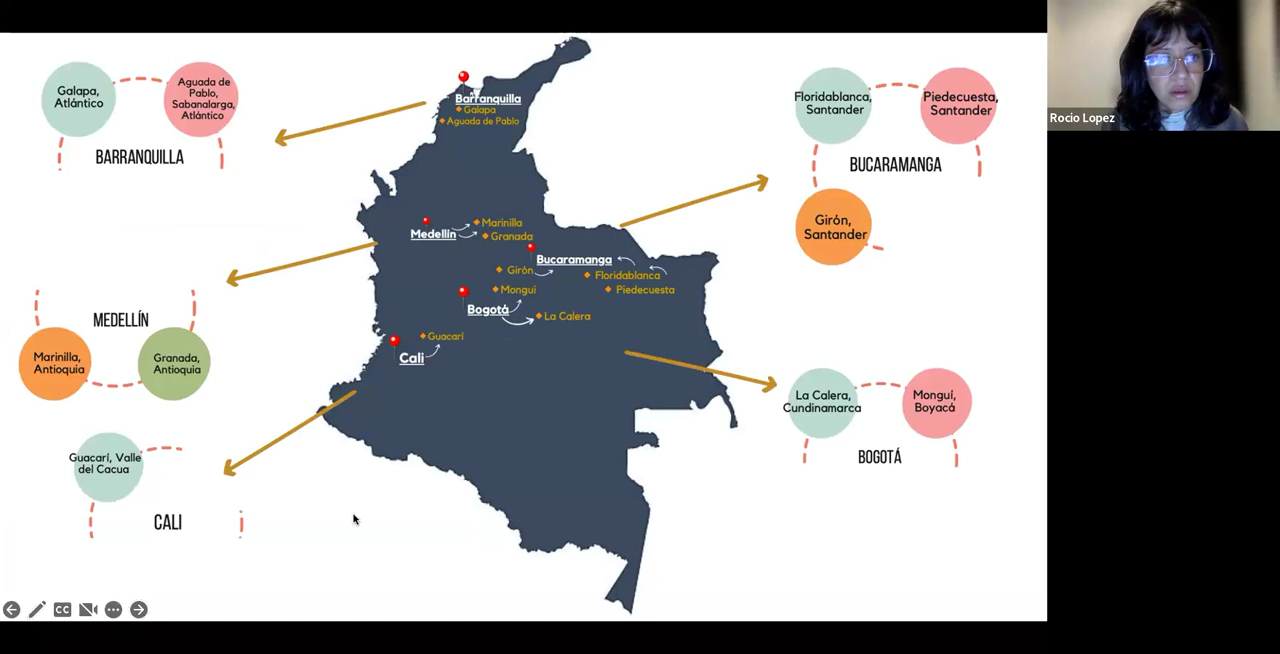 Galapa,
Atlántico
Aguada de
Pablo,
Sabanalarga,
Atlántico
BARRANQUILLA
Barranquilla
Galapa
Aguada de Pablo
Floridablanca,
Santander
Piedecuesta,
Santander
BUCARAMANGA
Girón,
Santander
Rocio Lopez
Medellín
Marinilla
Granada
Bucaramanga
Girón
Floridablanca
Mongui
Piedecuesta
Bogotá
La Calera
Guacarí
Cali
MEDELLÍN
Marinilla,
Antioquia
Granada,
Antioquia
La Calera,
Cundinamarca
Monguí,
Boyacá
BOGOTÁ
Guacarí, Valle
del Cacua
CALI
CC